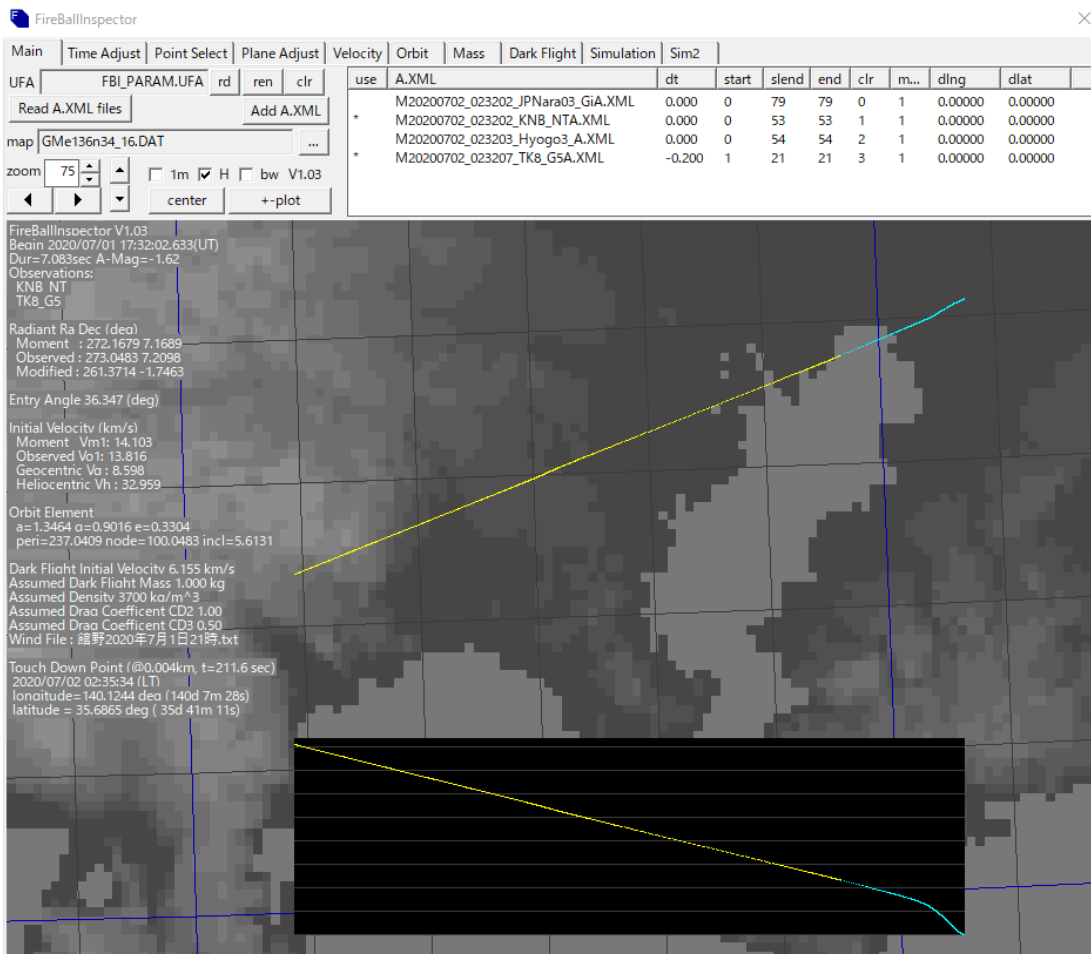 FireBallInspector
Main Time Adjust Point Select Plane Adjust Velocity Orbit Mass Dark Flight Simulation Sim2
UFA FBI_PARAM.UFA rd ren clr
Read A.XML files Add A.XML
map GMe136n34_16.DAT ...
zoom 75 1m H bw V1.03
center +-plot
use A.XML dt start slend end clr m... dlng dlat
M20200702_023202_JPNara03_GiA.XML 0.000 0 79 79 0 1 0.00000 0.00000
* M20200702_023202_KNB_NTA.XML 0.000 0 53 53 1 1 0.00000 0.00000
M20200702_023203_Hyogo3_A.XML 0.000 0 54 54 2 1 0.00000 0.00000
* M20200702_023207_TK8_G5A.XML -0.200 1 21 21 3 1 0.00000 0.00000
FireBallInspector V1.03
Begin 2020/07/01 17:32:02.633(UT)
Dur=7.083sec A-Mag=-1.62
Observations:
KNB_NT
TK8_G5
Radiant Ra Dec (deg)
Moment : 272.1679 7.1689
Observed : 273.0483 7.2098
Modified : 261.3714 -1.7463
Entry Angle 36.347 (deg)
Initial Velocity (km/s)
Moment Vm1: 14.103
Observed Vo1: 13.816
Geocentric Vg : 8.598
Heliocentric Vh : 32.959
Orbit Element
a=1.3464 q=0.9016 e=0.3304
peri=237.0409 node=100.0483 incl=5.6131
Dark Flight Initial Velocity 6.155 km/s
Assumed Dark Flight Mass 1.000 kg
Assumed Density 3700 kg/m^3
Assumed Drag Coefficent CD2 1.00
Assumed Drag Coefficent CD3 0.50
Wind File : 館野2020年7月1日21時.txt
Touch Down Point (@0.004km, t=211.6 sec)
2020/07/02 02:35:34 (LT)
longitude=140.1244 deg (140d 7m 28s)
latitude = 35.6865 deg ( 35d 41m 11s)